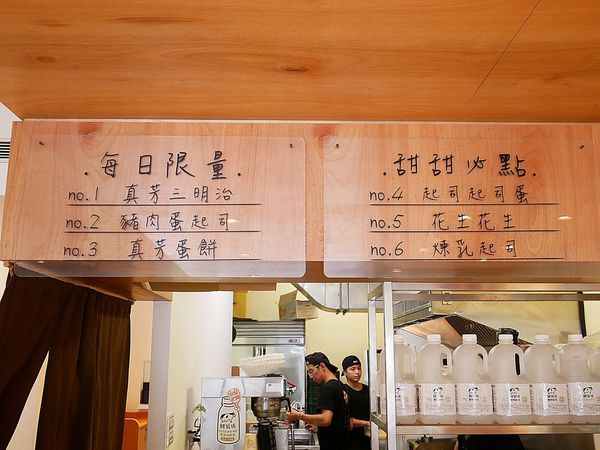 .每日限量.
no.1 真芳三明治
no.2 豬肉蛋起司
no.3 真芳蛋餅
.甜甜必點.
no.4 起司起司蛋
no.5 花生花生
no.6 煉乳起司